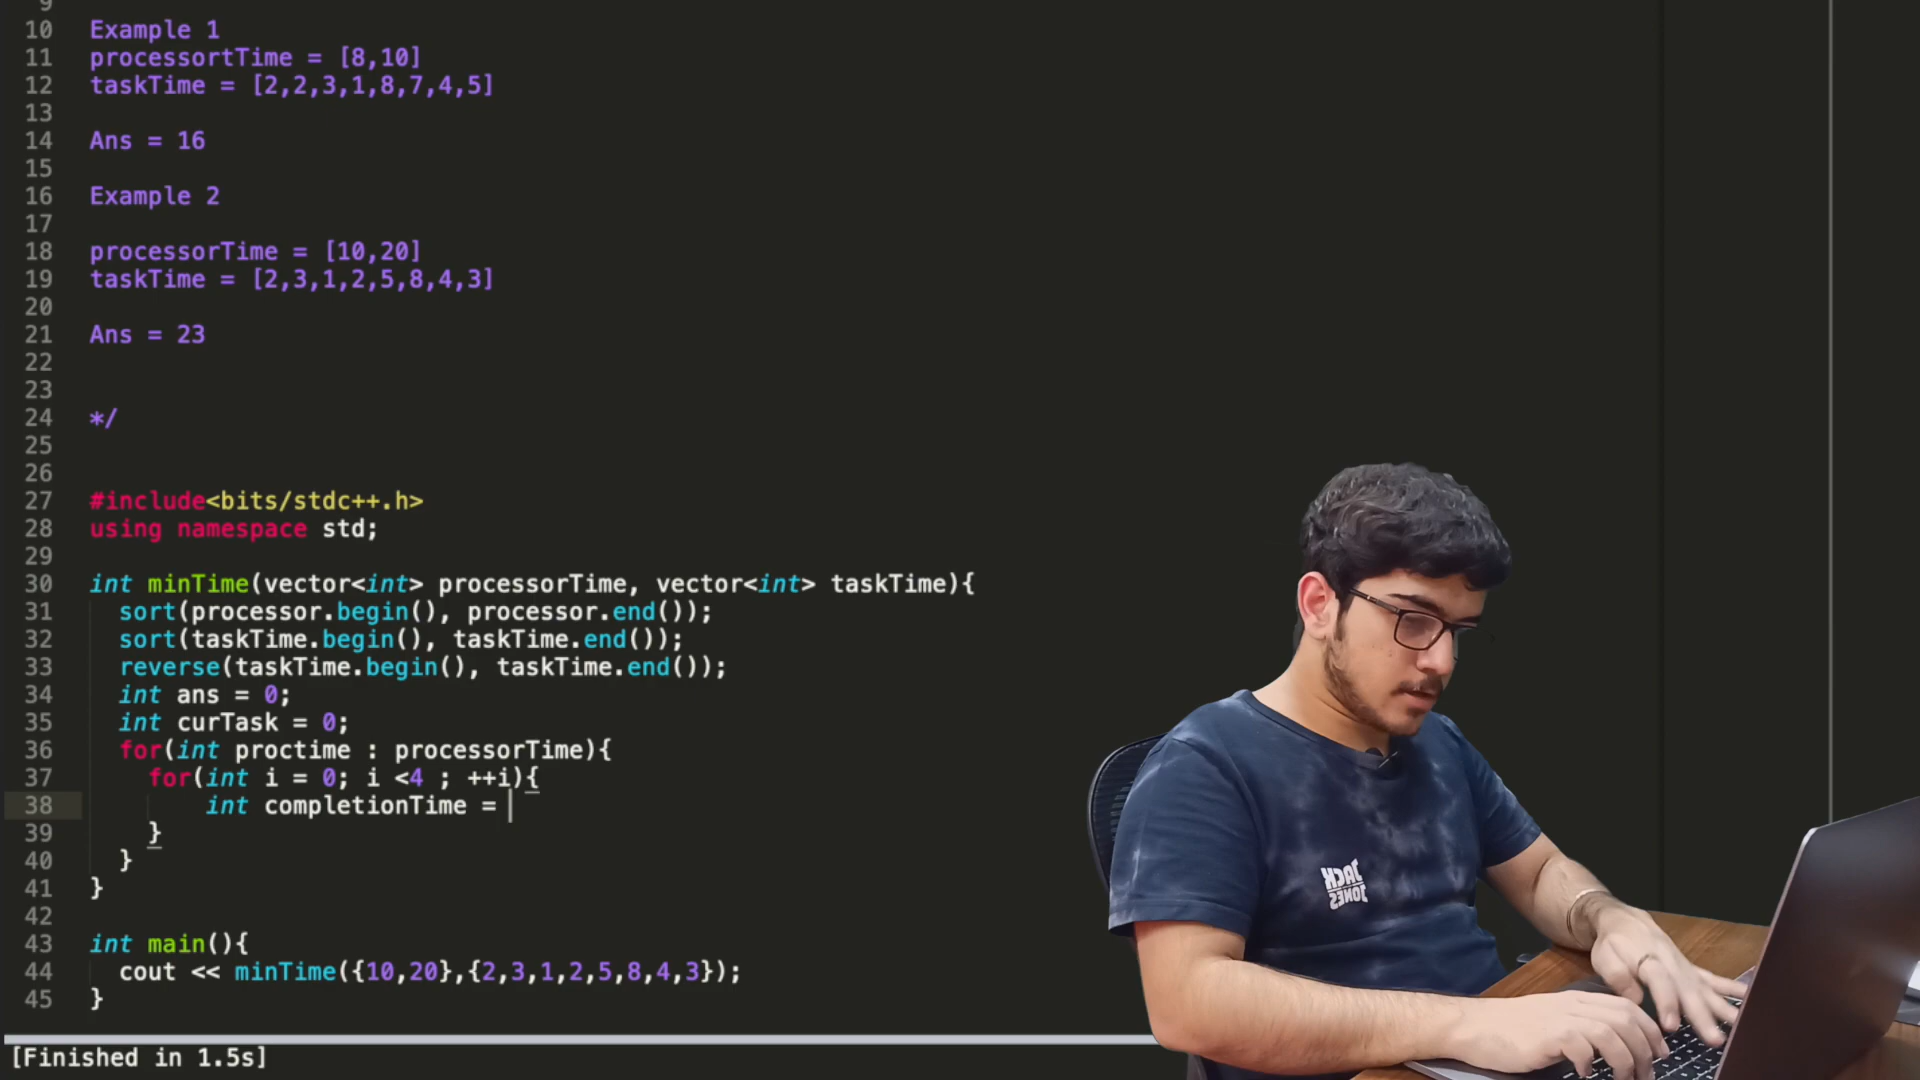 9
10 Example 1
11 processortTime = [8,10]
12 taskTime = [2,2,3,1,8,7,4,5]
13
14 Ans = 16
15
16 Example 2
17
18 processorTime = [10,20]
19 taskTime = [2,3,1,2,5,8,4,3]
20
21 Ans = 23
22
23
24 */
25
26
27 #include<bits/stdc++.h>
28 using namespace std;
29
30 int minTime(vector<int> processorTime, vector<int> taskTime){
31 sort(processor.begin(), processor.end());
32 sort(taskTime.begin(), taskTime.end());
33 reverse(taskTime.begin(), taskTime.end());
34 int ans = 0;
35 int curTask = 0;
36 for(int proctime : processorTime){
37 for(int i = 0; i <4 ; ++i){
38 int completionTime =
39 }
40 }
41 }
42
43 int main(){
44 cout << minTime({10,20},{2,3,1,2,5,8,4,3});
45 }
[Finished in 1.5s]
JACK
JONES